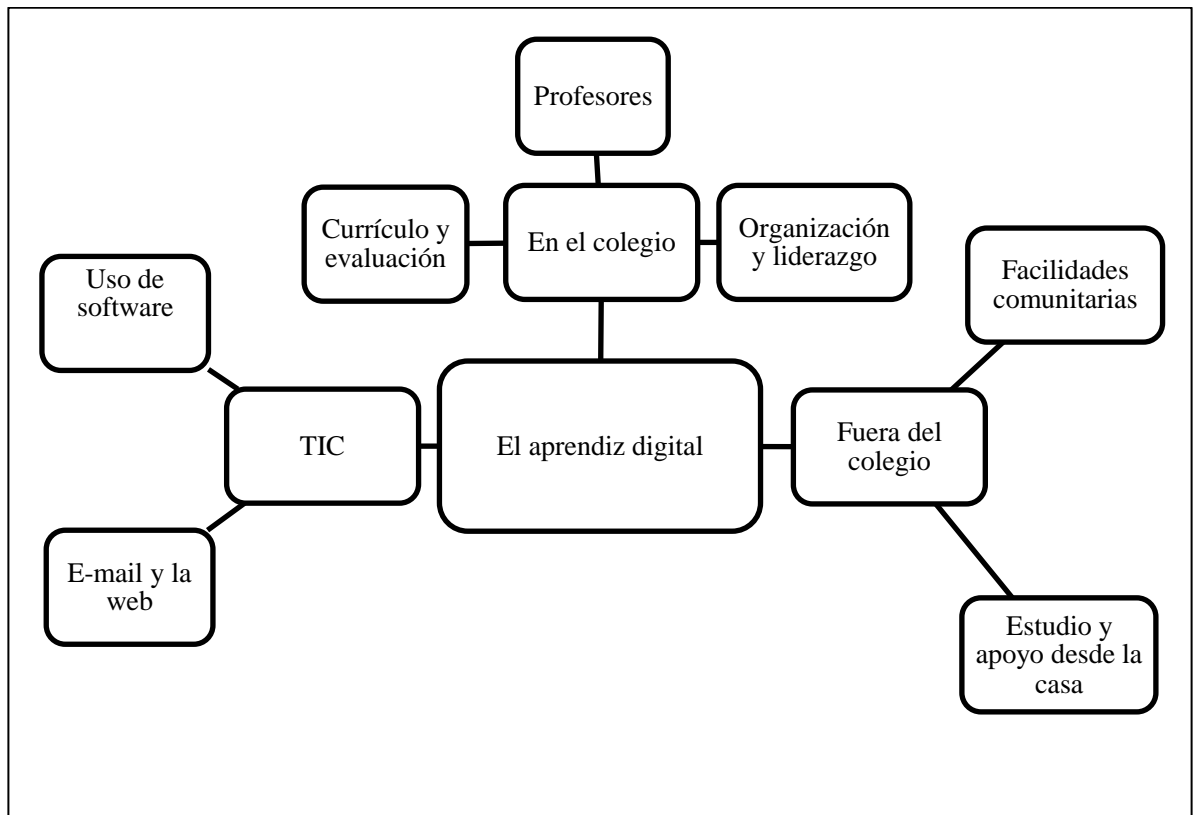 Profesores
Currículo y
evaluación
En el colegio
Organización
y liderazgo
Uso de
software
Facilidades
comunitarias
TIC
El aprendiz digital
Fuera del
colegio
E-mail y la
web
Estudio y
apoyo desde la
casa